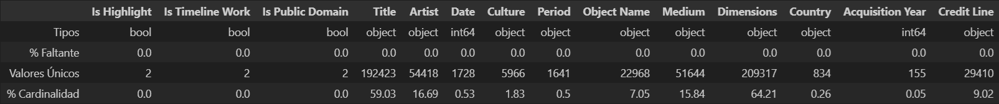 Is Highlight Is Timeline Work Is Public Domain Title Artist Date Culture Period Object Name Medium Dimensions Country Acquisition Year Credit Line
Tipos bool bool bool object object int64 object object object object object object int64 object
% Faltante 0.0 0.0 0.0 0.0 0.0 0.0 0.0 0.0 0.0 0.0 0.0 0.0 0.0 0.0
Valores Únicos 2 2 2 192423 54418 1728 5966 1641 22968 51644 209317 834 155 29410
% Cardinalidad 0.0 0.0 0.0 59.03 16.69 0.53 1.83 0.5 7.05 15.84 64.21 0.26 0.05 9.02